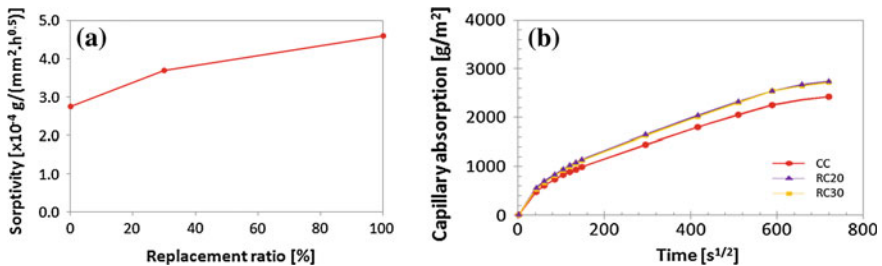 (a)
Sorptivity [x10⁻⁴ g/(mm².h⁰·⁵)]
5.0
4.0
3.0
2.0
1.0
0.0
0 20 40 60 80 100
Replacement ratio [%]
(b)
Capillary absorption [g/m²]
4000
3000
2000
1000
0
CC
RC20
RC30
0 200 400 600 800
Time [s¹ᐟ²]